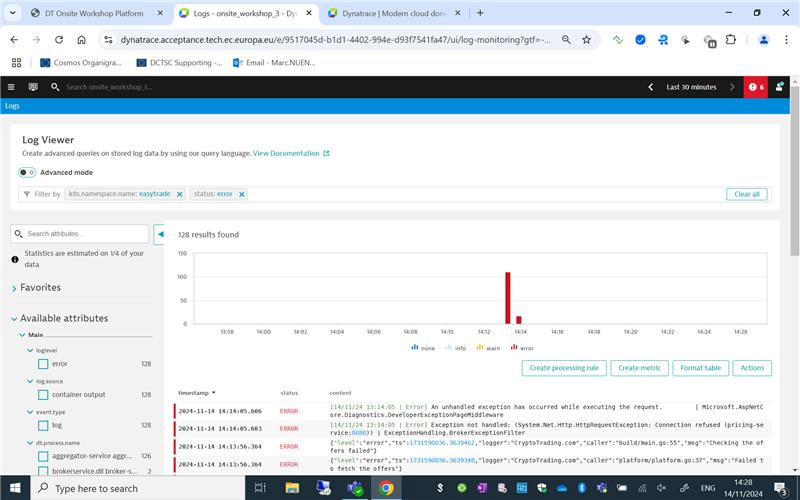 DT Onsite Workshop Platform
Logs - onsite_workshop_3 - Dyna
Dynatrace | Modern cloud done
dynatrace.acceptance.tech.ec.europa.eu/e/9517045d-b1d1-4402-994e-d93f7541fa47/ui/log-monitoring?gtf=-...
Cosmos Organigra...
DCTSC Supporting -...
Email - Marc.NUEN...
Search onsite_workshop_3...
Last 30 minutes
6
Logs
Log Viewer
Create advanced queries on stored log data by using our query language. View Documentation
Advanced mode
Filter by
k8s.namespace.name: easytrade
status: error
Clear all
Search attributes...
Statistics are estimated on 1/4 of your
data
Favorites
Available attributes
Main
loglevel
error 128
log.source
container output 128
event.type
log 128
dt.process.name
aggregator-service aggr... 126
brokerservice.dll broker-s... 2
128 results found
150
100
50
0
13:58 14:00 14:02 14:04 14:06 14:08 14:10 14:12 14:14 14:16 14:18 14:20 14:22 14:24 14:26
none info warn error
Create processing rule
Create metric
Format table
Actions
timestamp status content
2024-11-14 14:14:05.606 ERROR [14/11/24 13:14:05 | Error] An unhandled exception has occurred while executing the request. | Microsoft.AspNetC
ore.Diagnostics.DeveloperExceptionPageMiddleware
2024-11-14 14:14:05.603 ERROR [14/11/24 13:14:05 | Error] Exception not handled: (System.Net.Http.HttpRequestException: Connection refused (pricing-se
rvice:8080)) | ExceptionHandling.BrokerExceptionFilter
2024-11-14 14:13:56.364 ERROR {"level":"error","ts":1731590036.3639462,"logger":"CryptoTrading.com","caller":"build/main.go:55","msg":"Checking the of
fers failed"}
2024-11-14 14:13:56.364 ERROR {"level":"error","ts":1731590036.3639348,"logger":"CryptoTrading.com","caller":"platform/platform.go:37","msg":"Failed t
o fetch the offers"}
Type here to search
ENG
14:28
14/11/2024